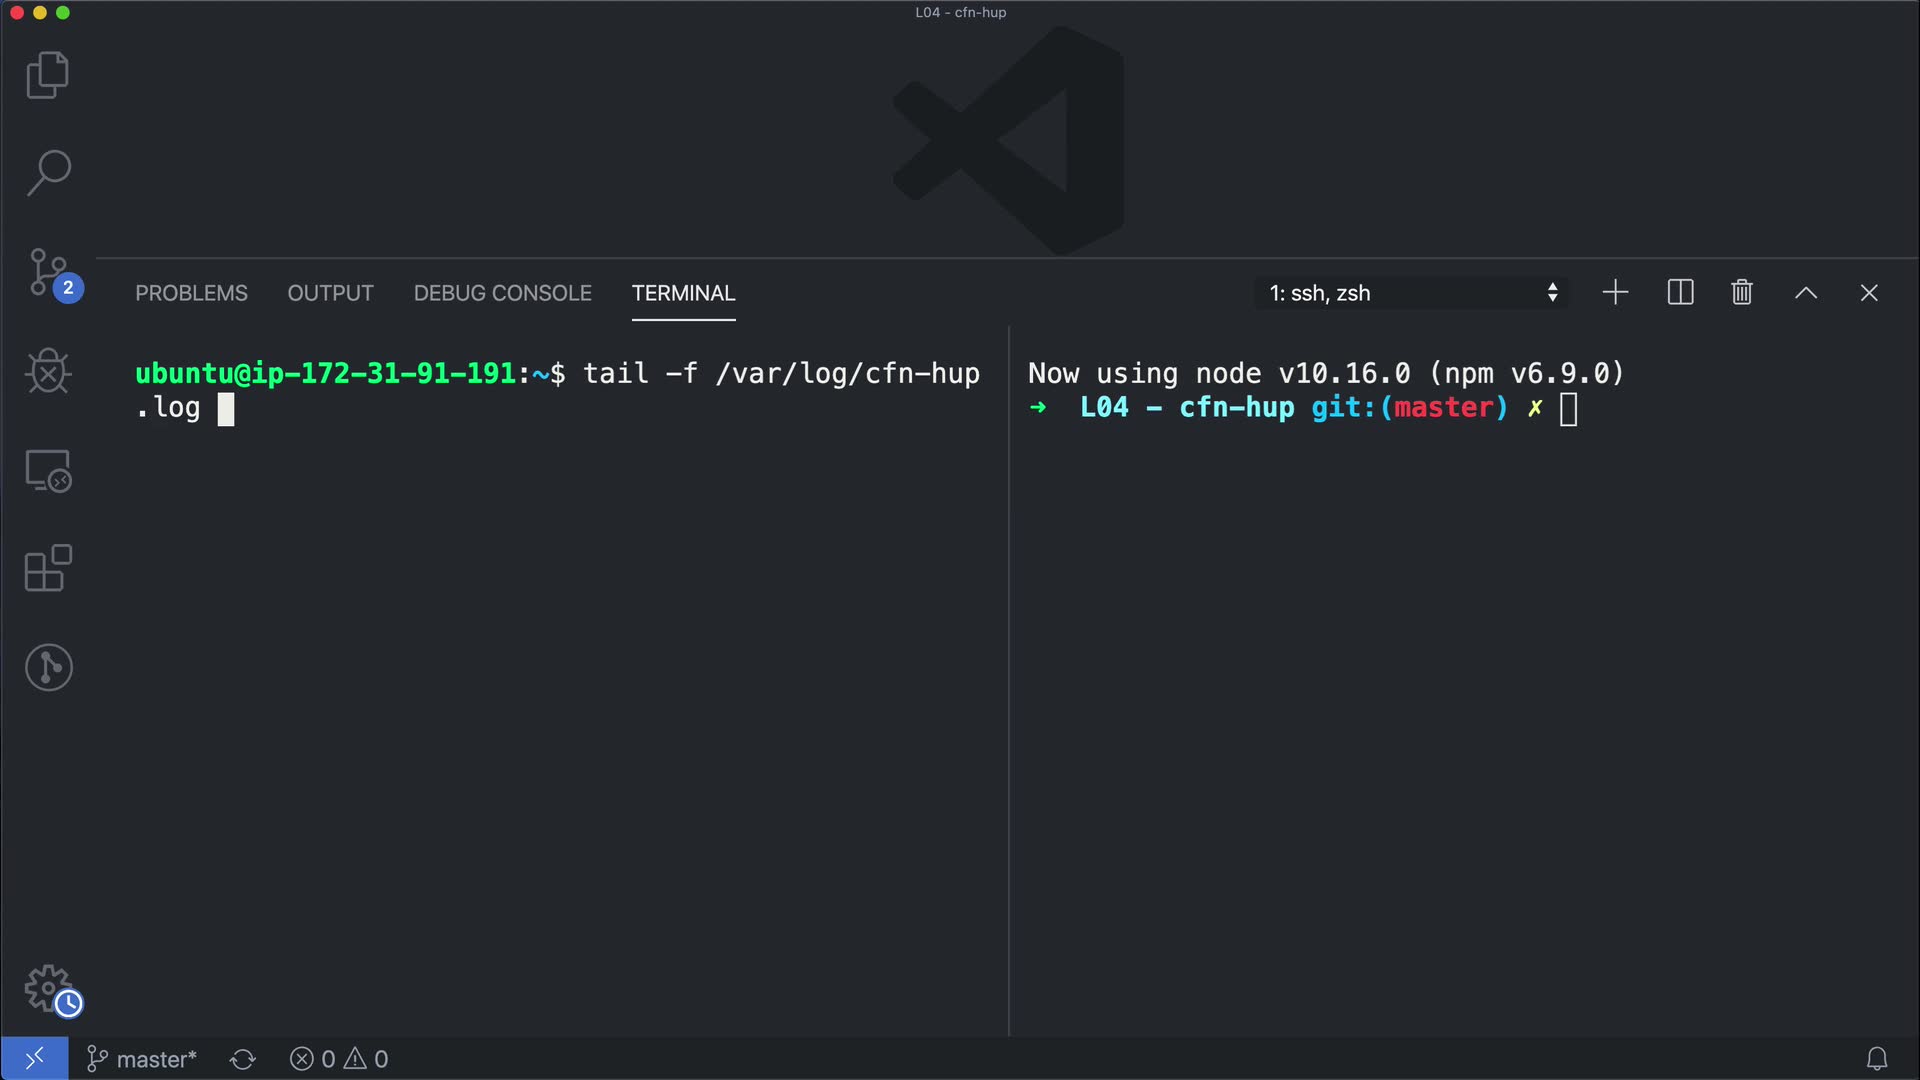 L04 - cfn-hup
2
PROBLEMS OUTPUT DEBUG CONSOLE TERMINAL 1: ssh, zsh
ubuntu@ip-172-31-91-191:~$ tail -f /var/log/cfn-hup
.log
Now using node v10.16.0 (npm v6.9.0)
➜ L04 - cfn-hup git:(master) ✗
master* 0 0